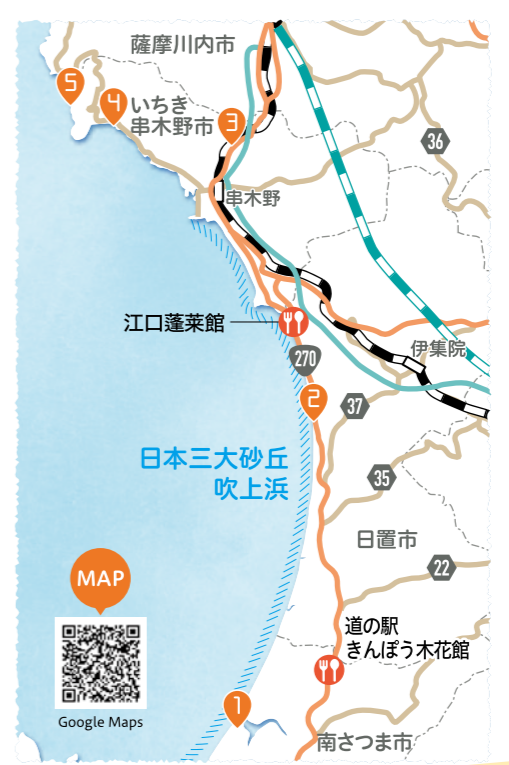 薩摩川内市
5
4
いちき
串木野市
3
36
串木野
江口蓬莱館
270
伊集院
2
37
日本三大砂丘
吹上浜
35
日置市
22
MAP
道の駅
きんぽう木花館
Google Maps
1
南さつま市